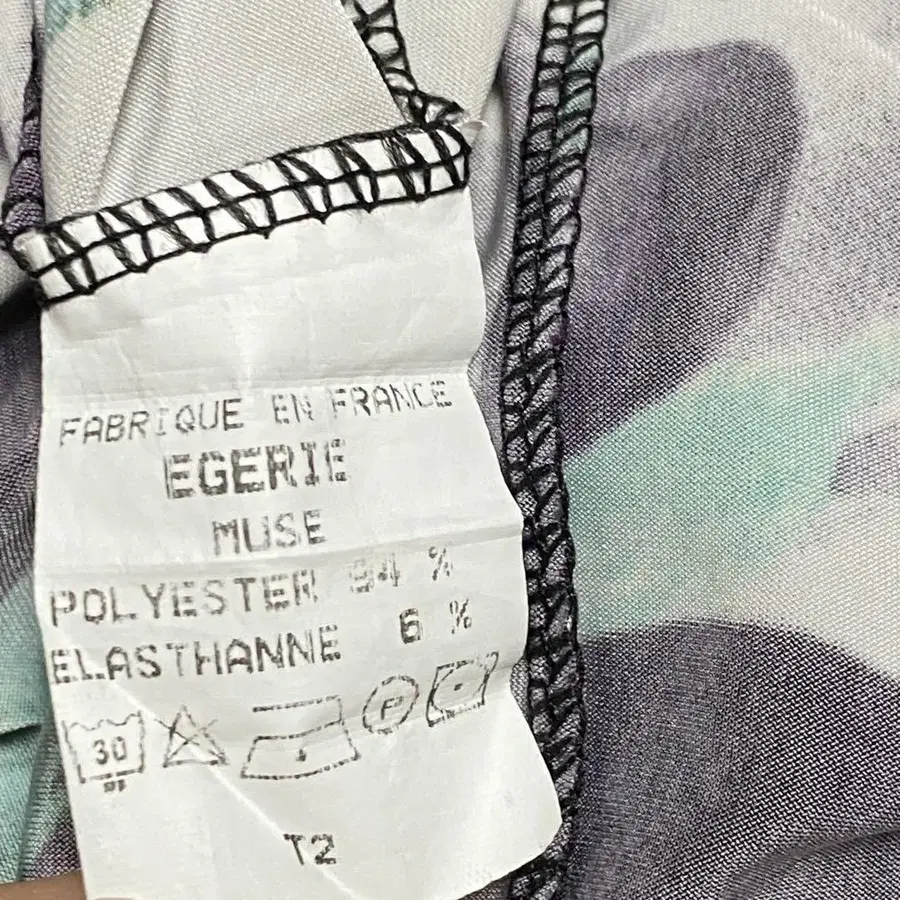 FABRIQUE EN FRANCE
EGERIE
MUSE
POLYESTER 94 %
ELASTHANNE 6 %
30 P
T2